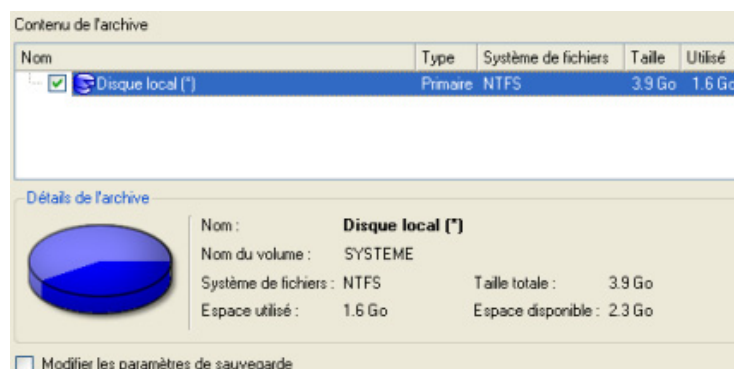 Contenu de l'archive
Nom Type Système de fichiers Taille Utilisé
Disque local (*) Primaire NTFS 3.9 Go 1.6 Go
Détails de l'archive
Nom : Disque local (*)
Nom du volume : SYSTEME
Système de fichiers : NTFS Taille totale : 3.9 Go
Espace utilisé : 1.6 Go Espace disponible : 2.3 Go
Modifier les paramètres de sauvegarde